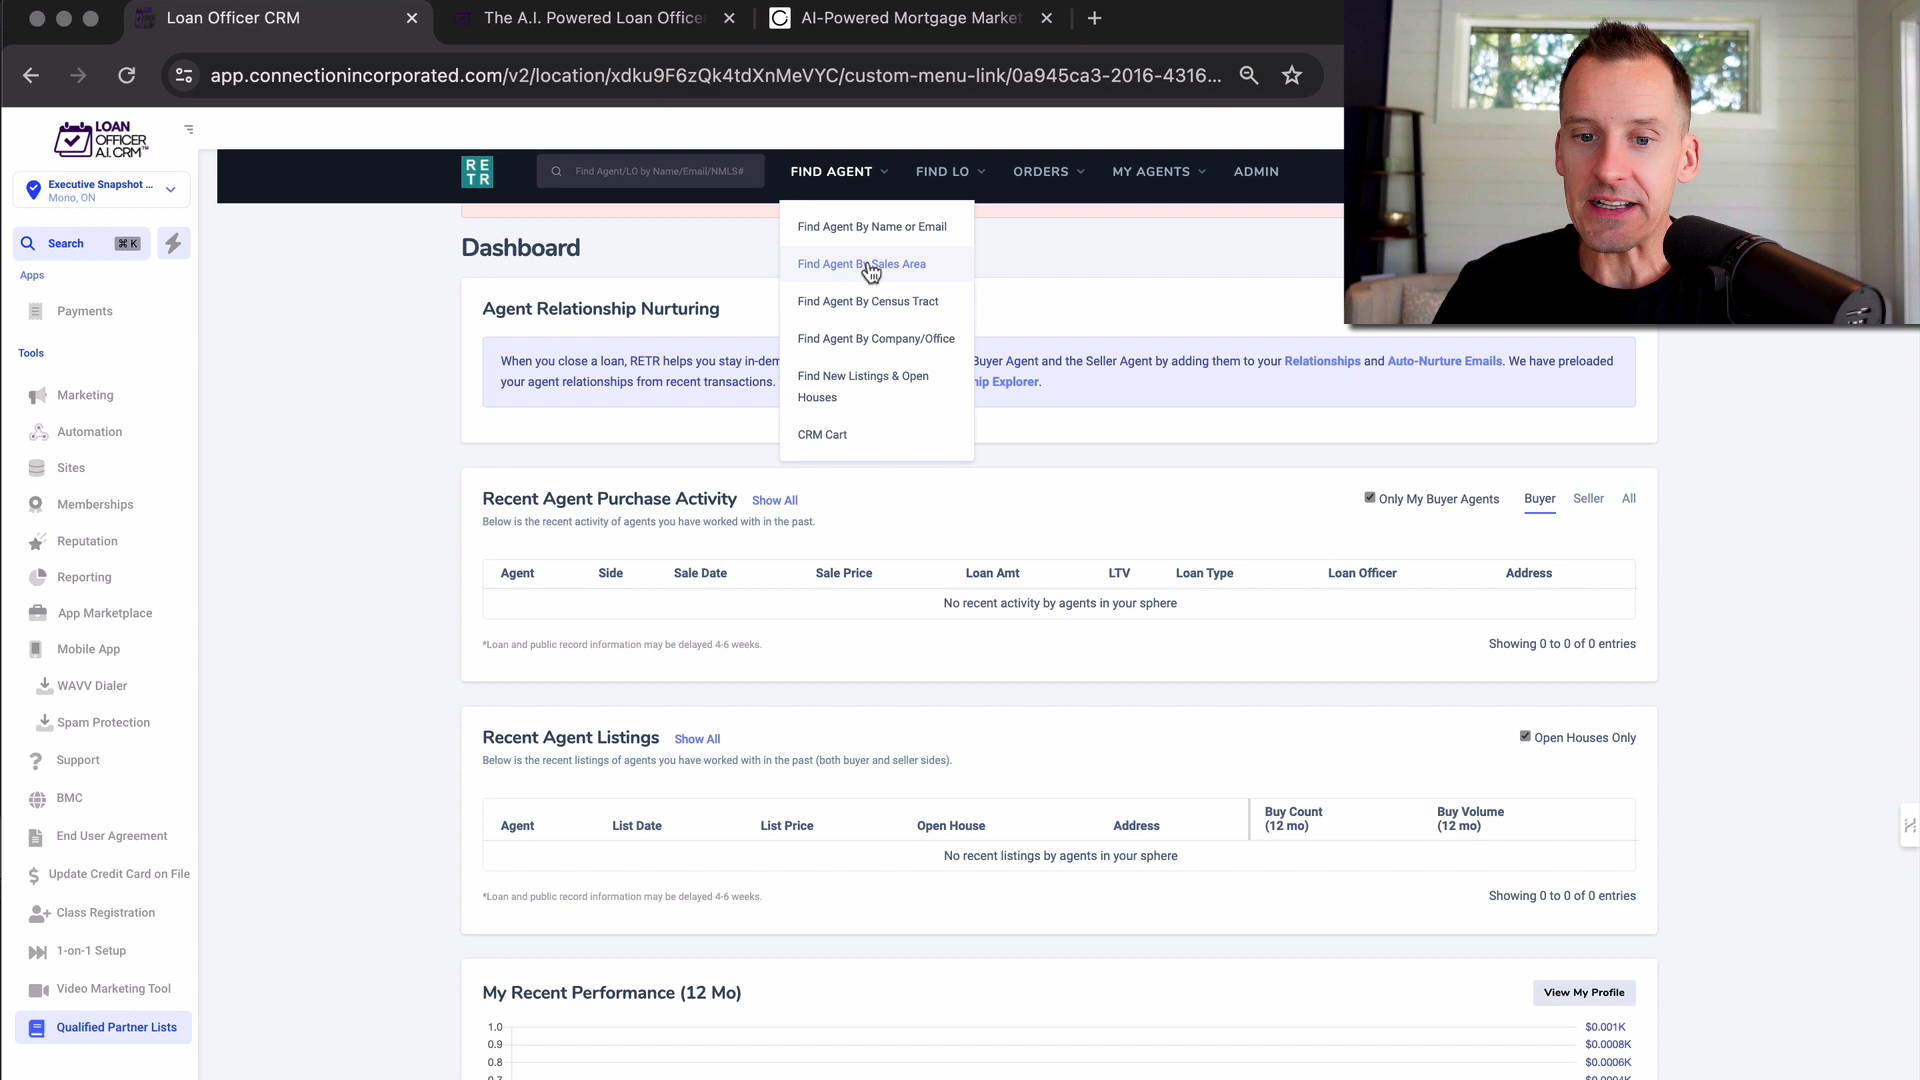 Loan Officer CRM
The A.I. Powered Loan Office
AI-Powered Mortgage Market
app.connectionincorporated.com/v2/location/xdku9F6zQk4tdXnMeVYC/custom-menu-link/0a945ca3-2016-4316...
LOAN
OFFICER
A.I. CRM™
Executive Snapshot ...
Mono, ON
Search
⌘ K
Apps
Payments
Tools
Marketing
Automation
Sites
Memberships
Reputation
Reporting
App Marketplace
Mobile App
WAVV Dialer
Spam Protection
Support
BMC
End User Agreement
Update Credit Card on File
Class Registration
1-on-1 Setup
Video Marketing Tool
Qualified Partner Lists
RE
TR
Find Agent/LO by Name/Email/NMLS#
FIND AGENT
FIND LO
ORDERS
MY AGENTS
ADMIN
Find Agent By Name or Email
Find Agent By Sales Area
Find Agent By Census Tract
Find Agent By Company/Office
Find New Listings & Open
Houses
CRM Cart
Dashboard
Agent Relationship Nurturing
When you close a loan, RETR helps you stay in-dem Buyer Agent and the Seller Agent by adding them to your Relationships and Auto-Nurture Emails. We have preloaded
your agent relationships from recent transactions. hip Explorer.
Recent Agent Purchase Activity Show All
Only My Buyer Agents Buyer Seller All
Below is the recent activity of agents you have worked with in the past.
Agent Side Sale Date Sale Price Loan Amt LTV Loan Type Loan Officer Address
No recent activity by agents in your sphere
*Loan and public record information may be delayed 4-6 weeks.
Showing 0 to 0 of 0 entries
Recent Agent Listings Show All
Open Houses Only
Below is the recent listings of agents you have worked with in the past (both buyer and seller sides).
Agent List Date List Price Open House Address Buy Count (12 mo) Buy Volume (12 mo)
No recent listings by agents in your sphere
*Loan and public record information may be delayed 4-6 weeks.
Showing 0 to 0 of 0 entries
My Recent Performance (12 Mo)
View My Profile
1.0 $0.001K
0.9 $0.0008K
0.8 $0.0006K
0.7 $0.0004K